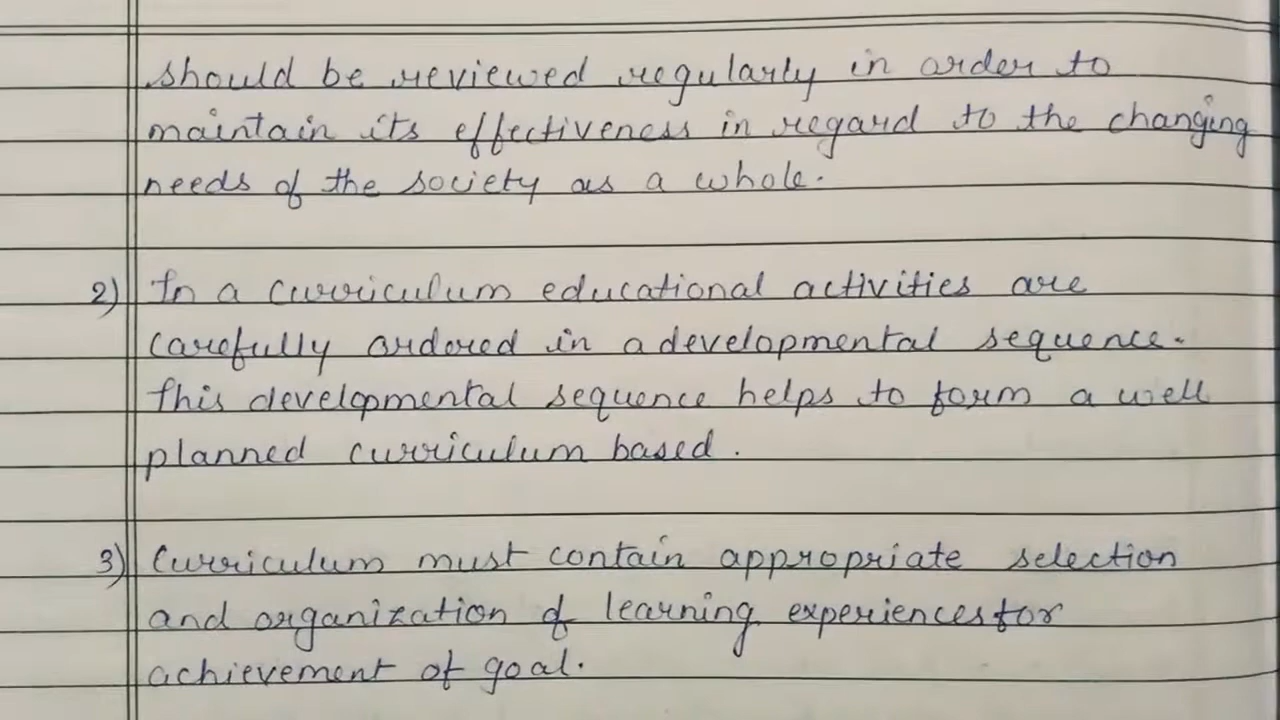 should be reviewed regularly in order to
maintain its effectiveness in regard to the changing
needs of the society as a whole.
2) In a curriculum educational activities are
carefully ordered in a developmental sequence.
This developmental sequence helps to form a well
planned curriculum based.
3) Curriculum must contain appropriate selection
and organization of learning experiences for
achievement of goal.